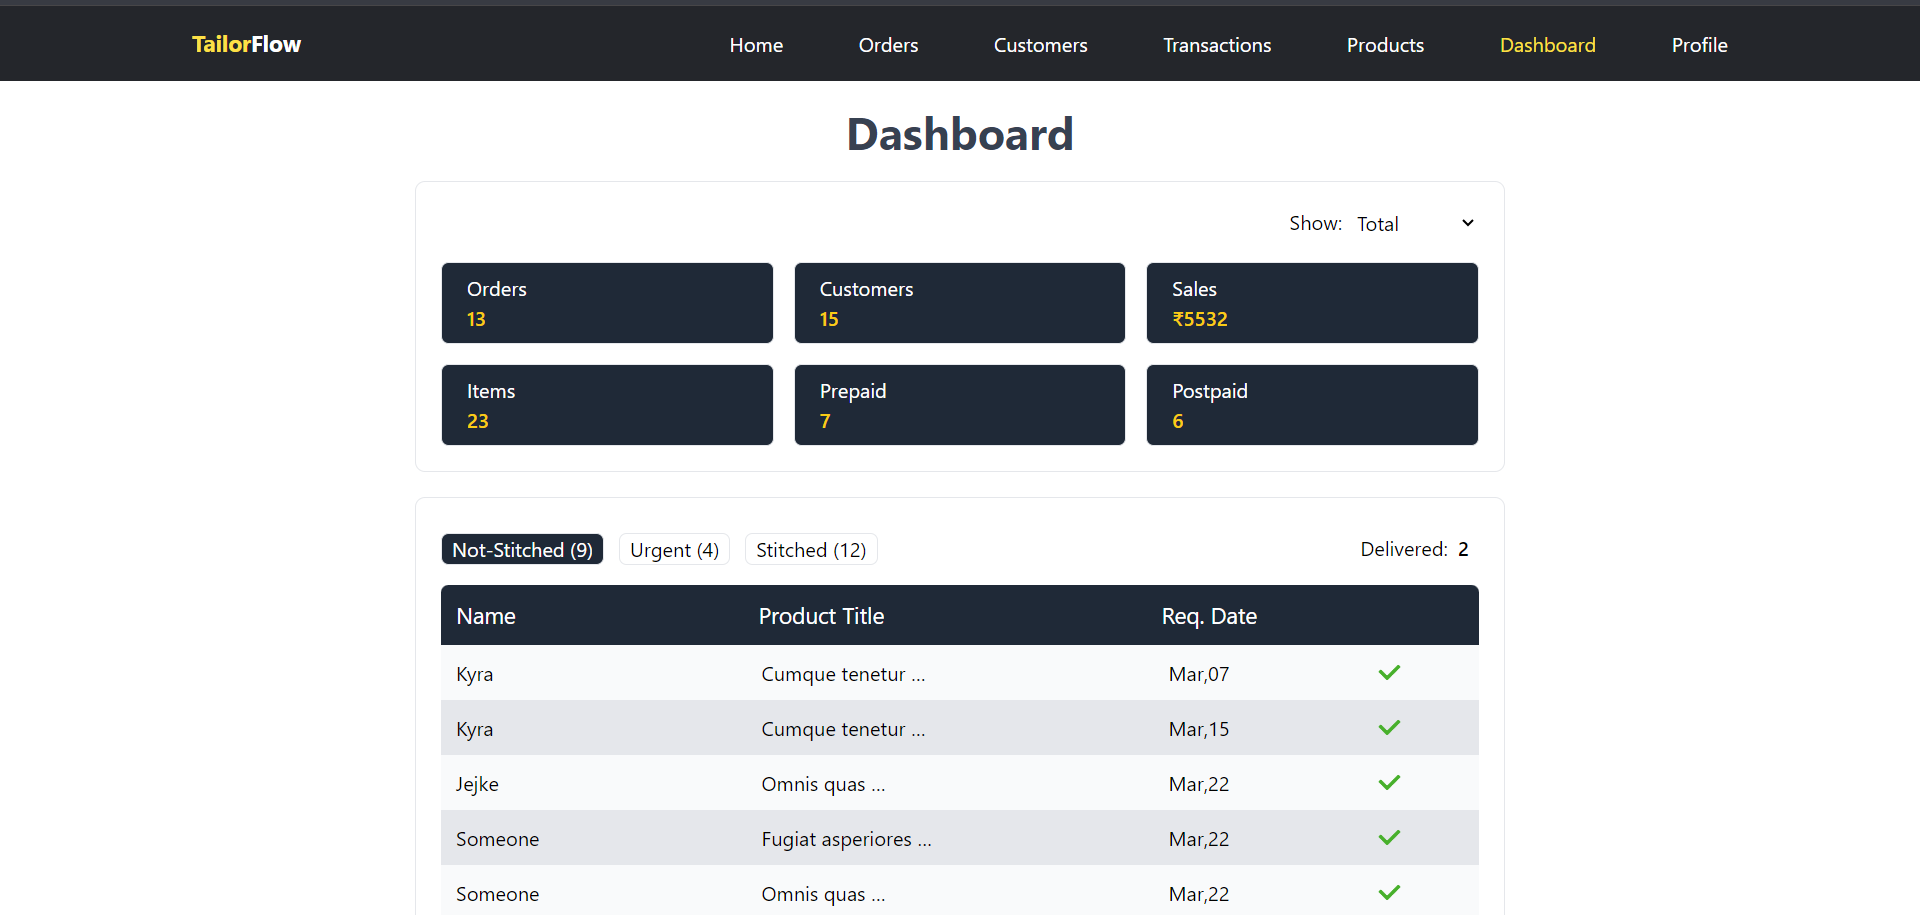 TailorFlow Home Orders Customers Transactions Products Dashboard Profile
Dashboard
Show: Total
Orders Customers Sales
13 15 ₹5532
Items Prepaid Postpaid
23 7 6
Not-Stitched (9) Urgent (4) Stitched (12) Delivered: 2
Name Product Title Req. Date
Kyra Cumque tenetur ... Mar,07
Kyra Cumque tenetur ... Mar,15
Jejke Omnis quas ... Mar,22
Someone Fugiat asperiores ... Mar,22
Someone Omnis quas ... Mar,22